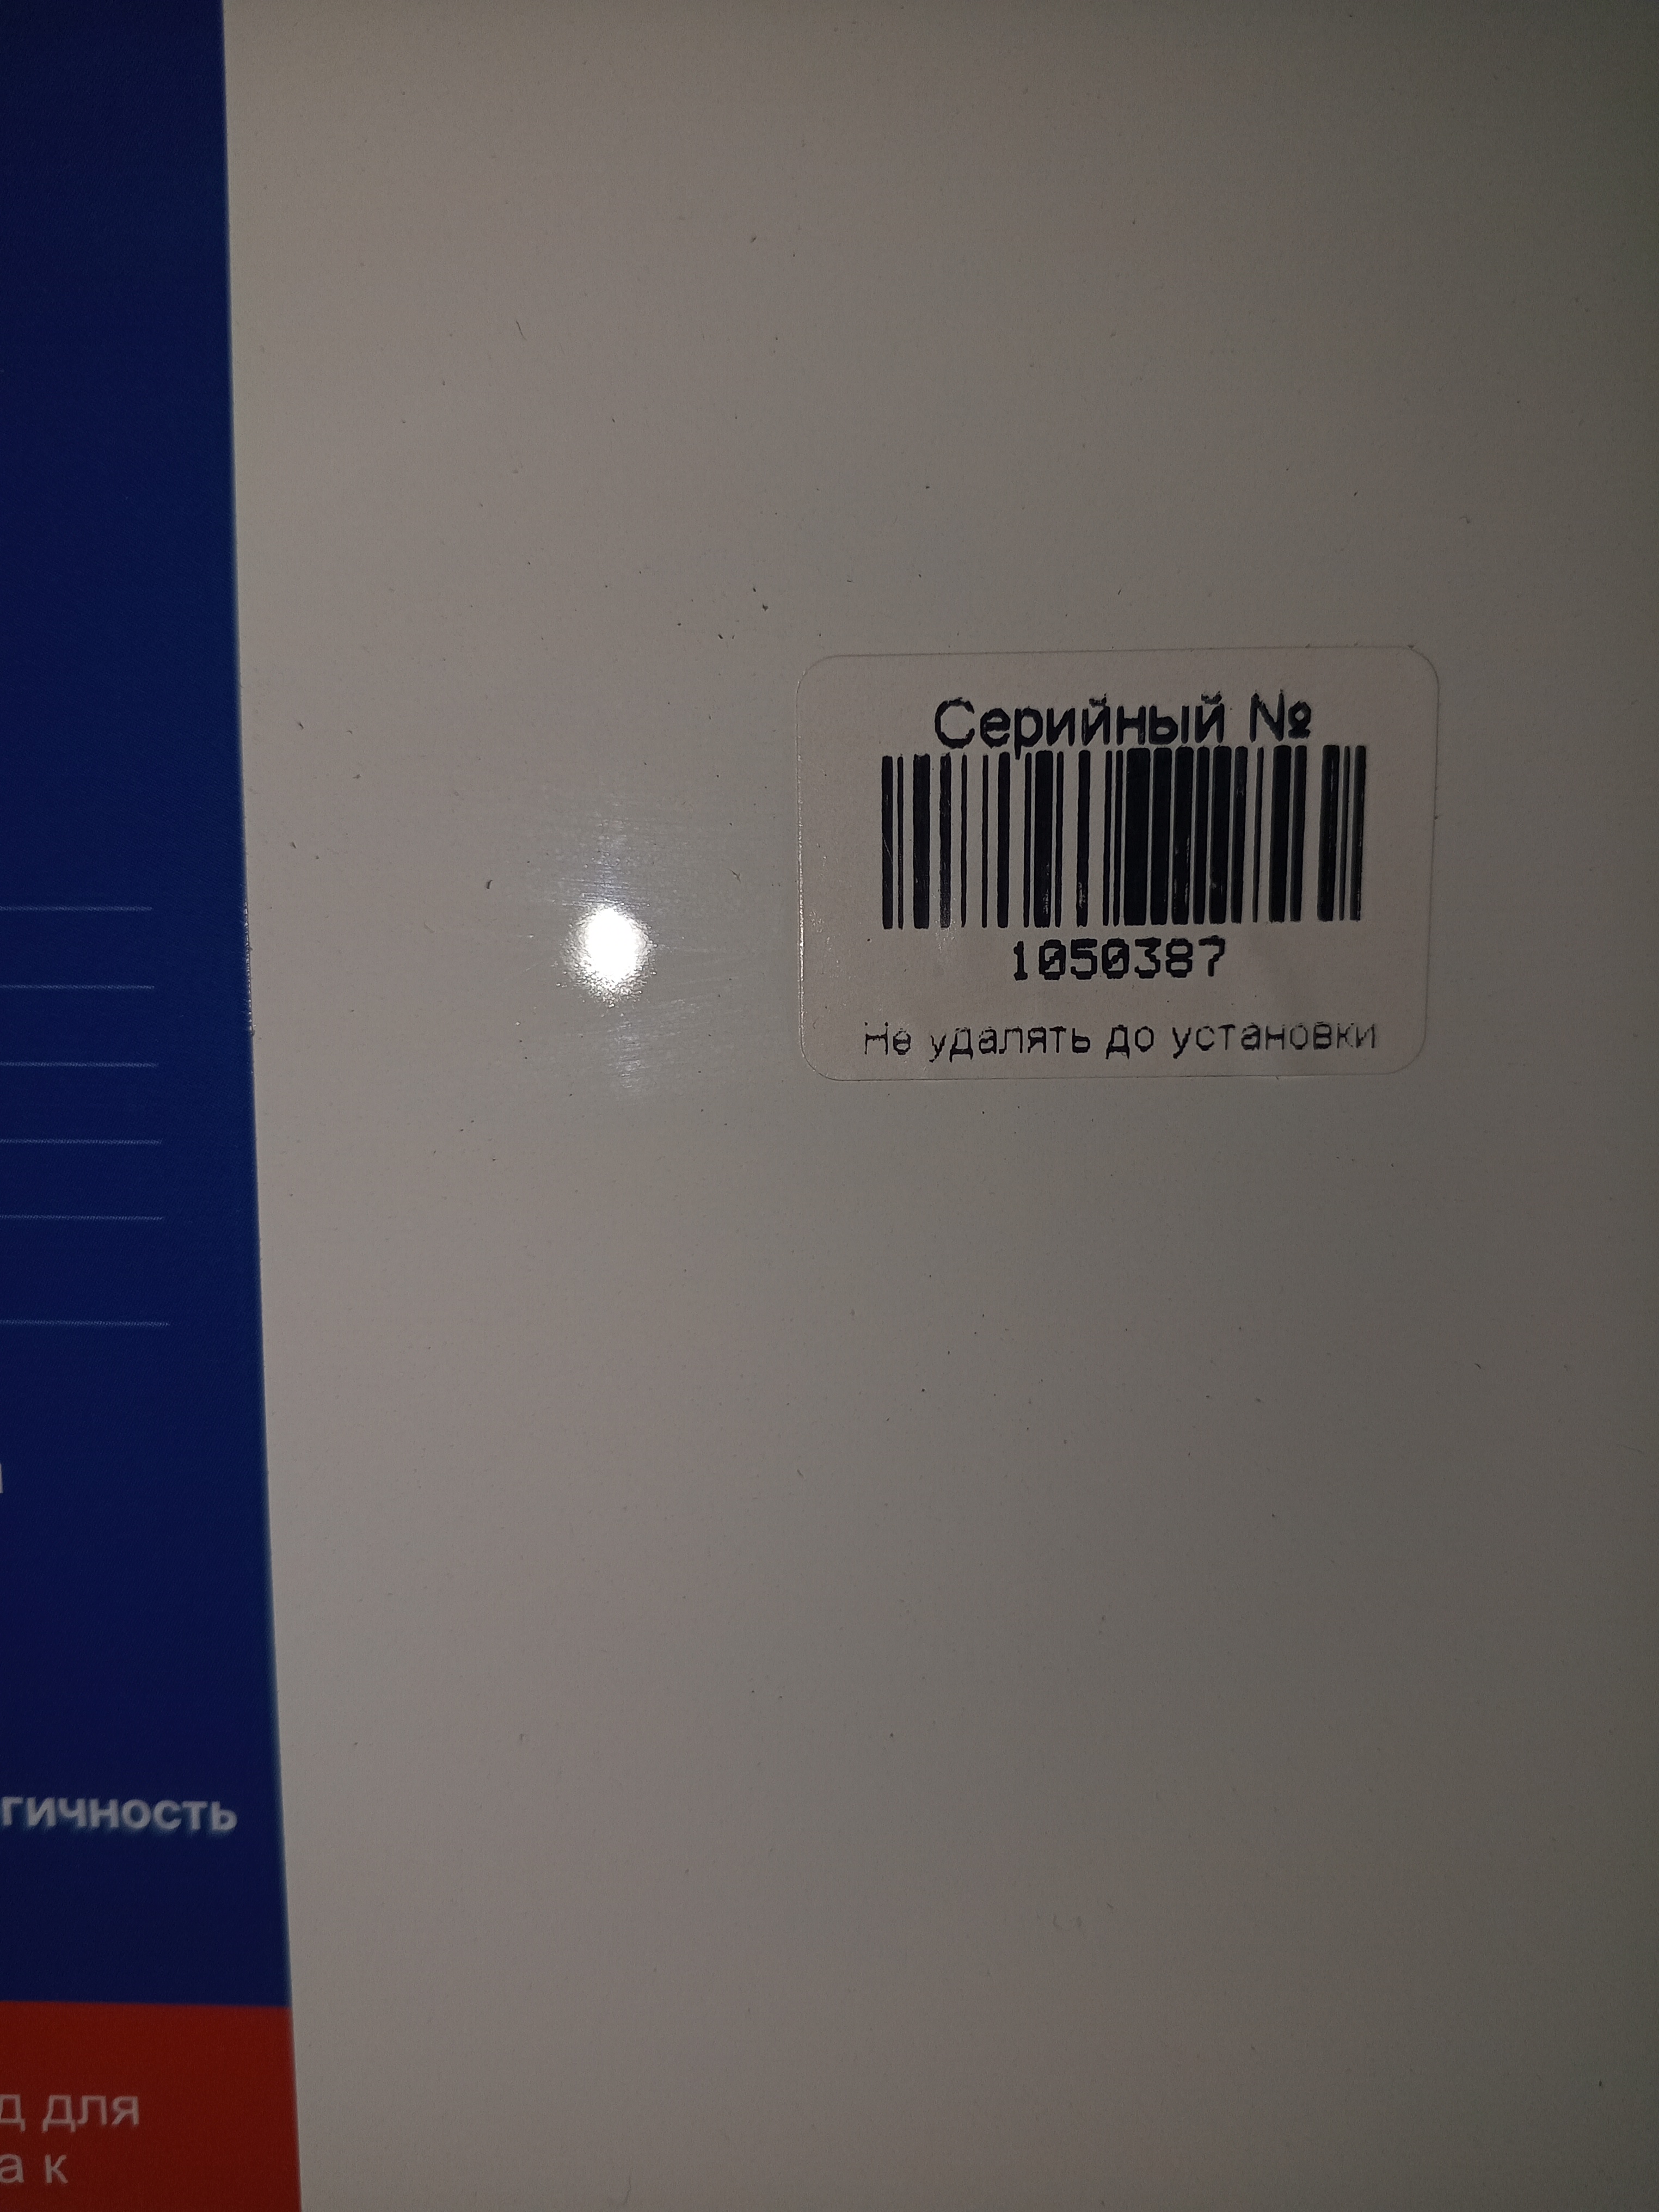 Серийный №
1050387
Не удалять до установки
гичность
д для
а к